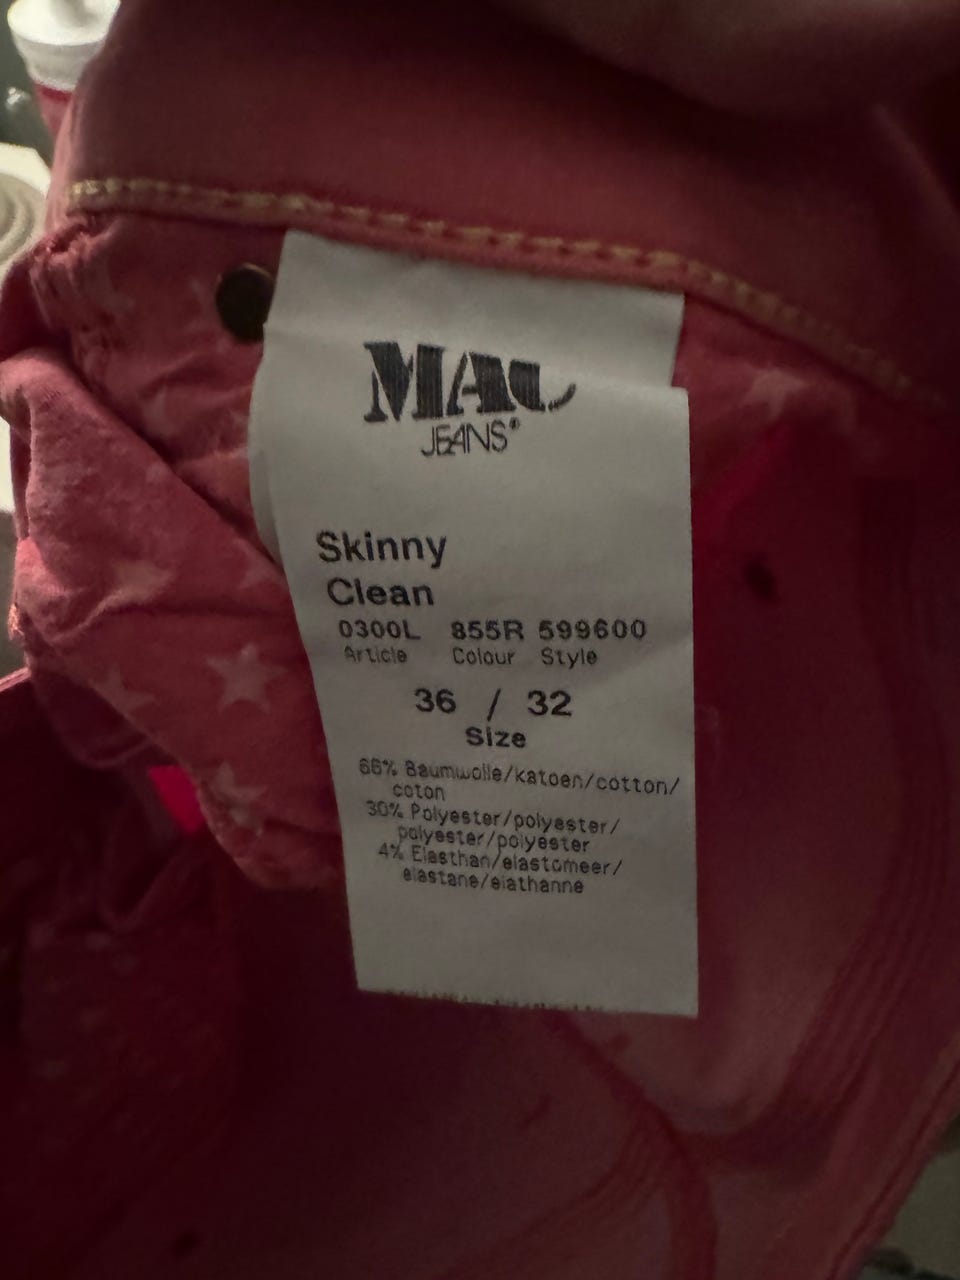 MAC
JEANS®
Skinny
Clean
0300L 855R 599600
Article Colour Style
36 / 32
Size
66% Baumwolle/katoen/cotton/
coton
30% Polyester/polyester/
polyester/polyester
4% Elasthan/elastomeer/
elastane/elathanne